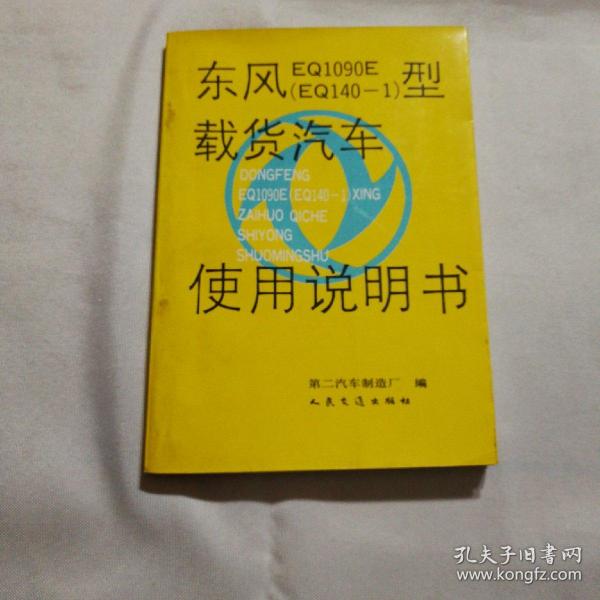 东风EQ1090E(EQ140-1)型
载货汽车
DONGFENG
EQ1090E(EQ140-1)XING
ZAIHUO QICHE
SHIYONG
SHUOMINGSHU
使用说明书
第二汽车制造厂 编
人民交通出版社
孔夫子旧书网
www.kongfz.com